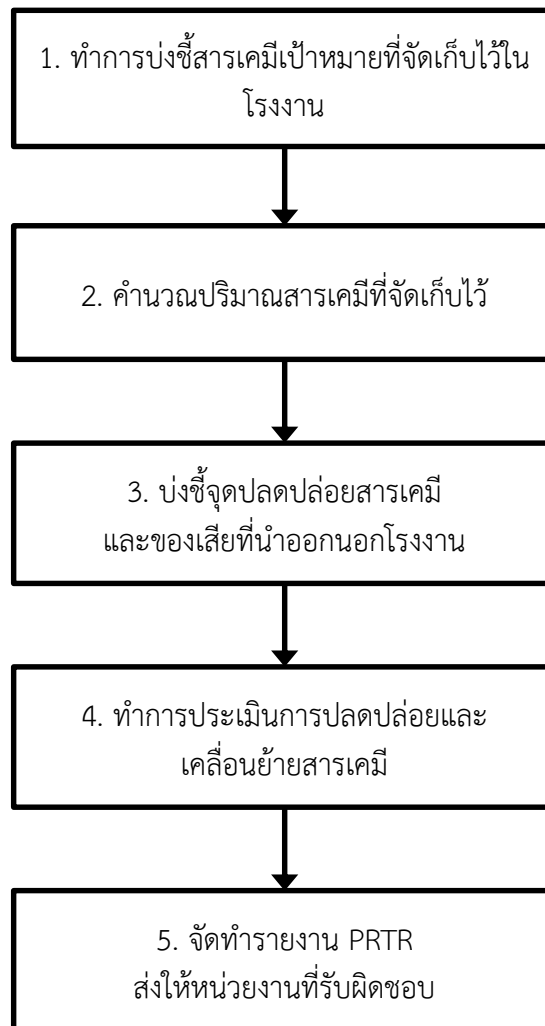 1. ทำการบ่งชี้สารเคมีเป้าหมายที่จัดเก็บไว้ใน
โรงงาน
2. คำนวณปริมาณสารเคมีที่จัดเก็บไว้
3. บ่งชี้จุดปลดปล่อยสารเคมี
และของเสียที่นำออกนอกโรงงาน
4. ทำการประเมินการปลดปล่อยและ
เคลื่อนย้ายสารเคมี
5. จัดทำรายงาน PRTR
ส่งให้หน่วยงานที่รับผิดชอบ